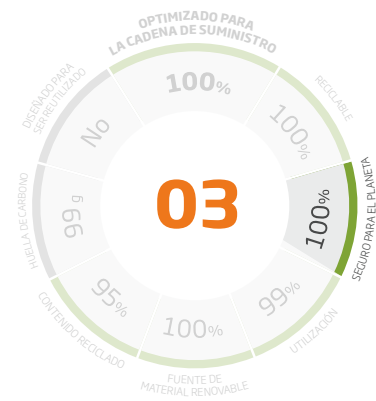 OPTIMIZADO PARA
LA CADENA DE SUMINISTRO
100%
RECICLABLE
100%
SEGURO PARA EL PLANETA
100%
UTILIZACIÓN
99%
FUENTE DE
MATERIAL RENOVABLE
100%
CONTENIDO RECICLADO
95%
HUELLA DE CARBONO
99 g
DISEÑADO PARA
SER REUTILIZADO
No
03